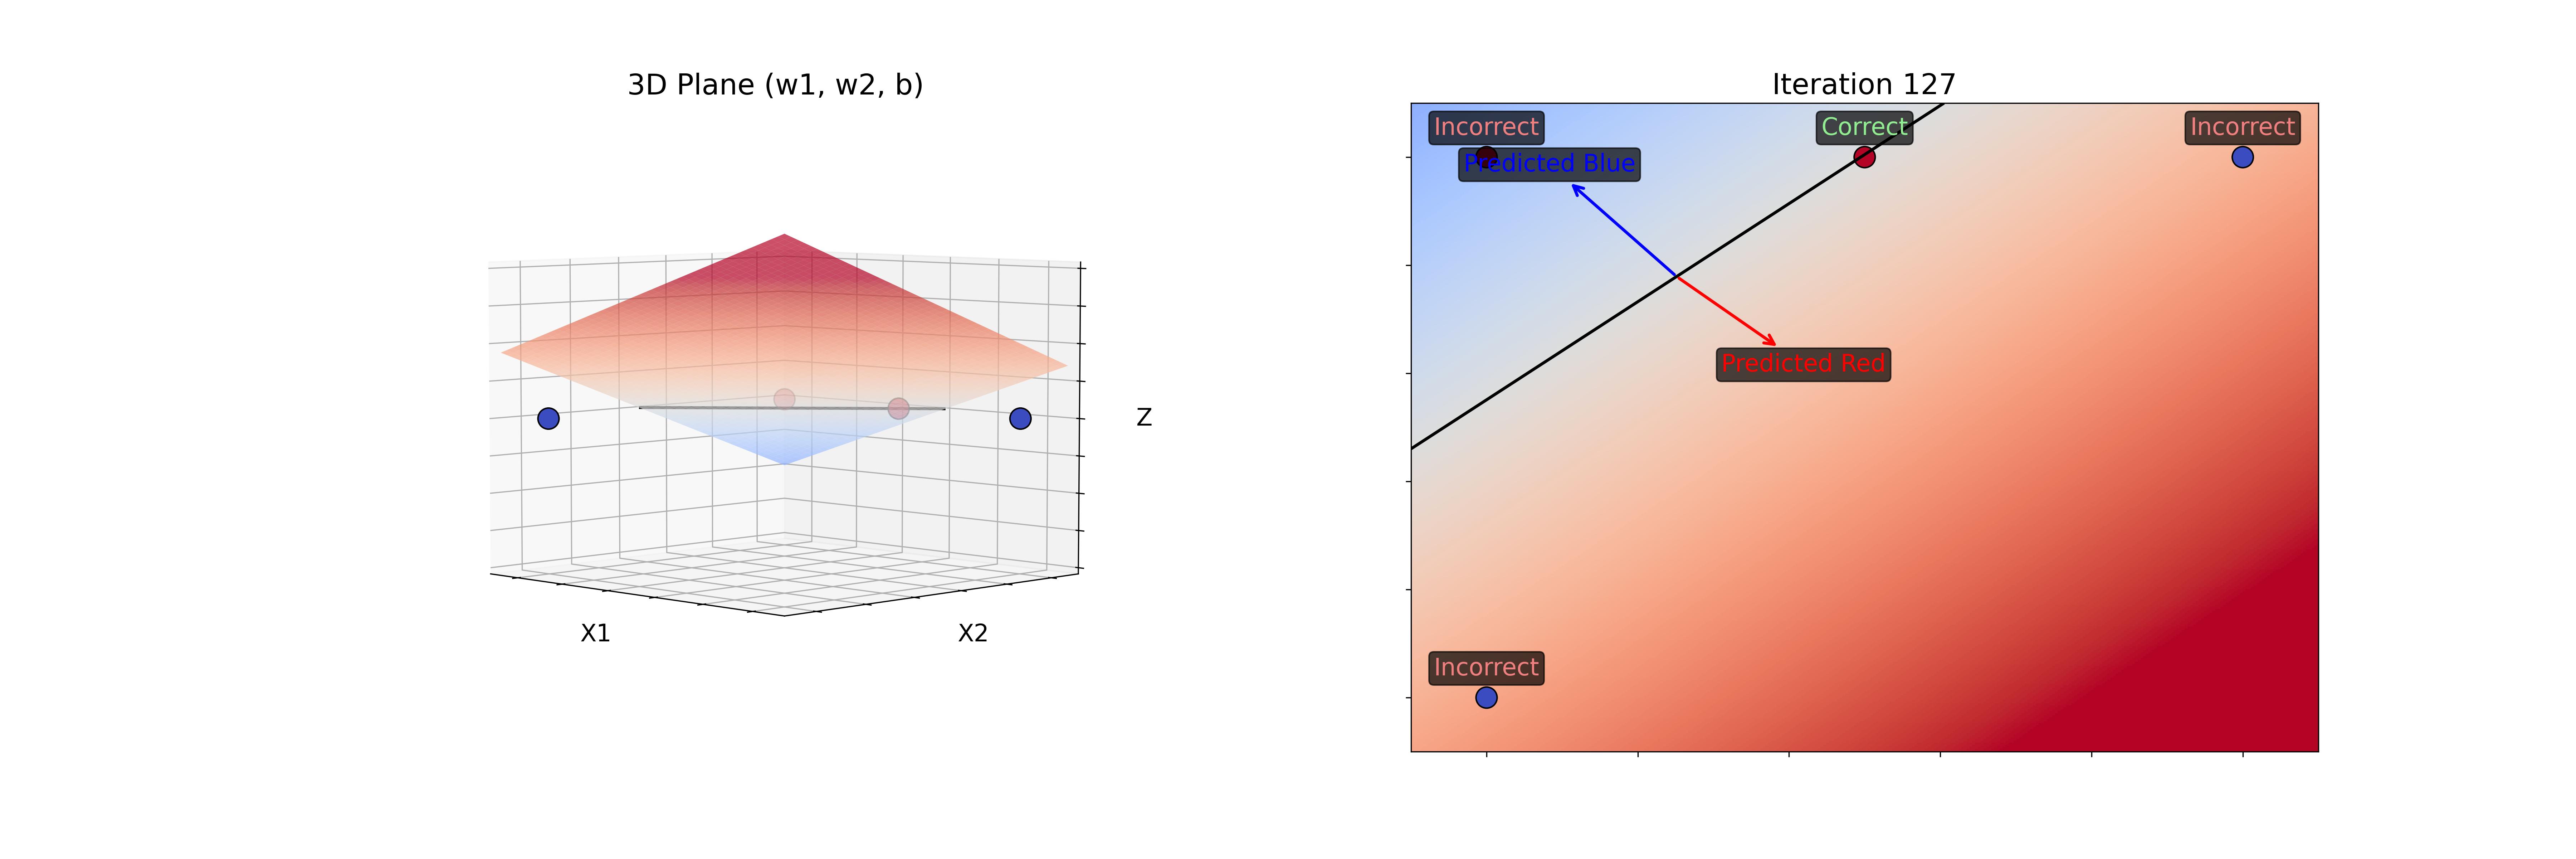 3D Plane (w1, w2, b)
Z
X1
X2
Iteration 127
Incorrect
Correct
Incorrect
Predicted Blue
Predicted Red
Incorrect